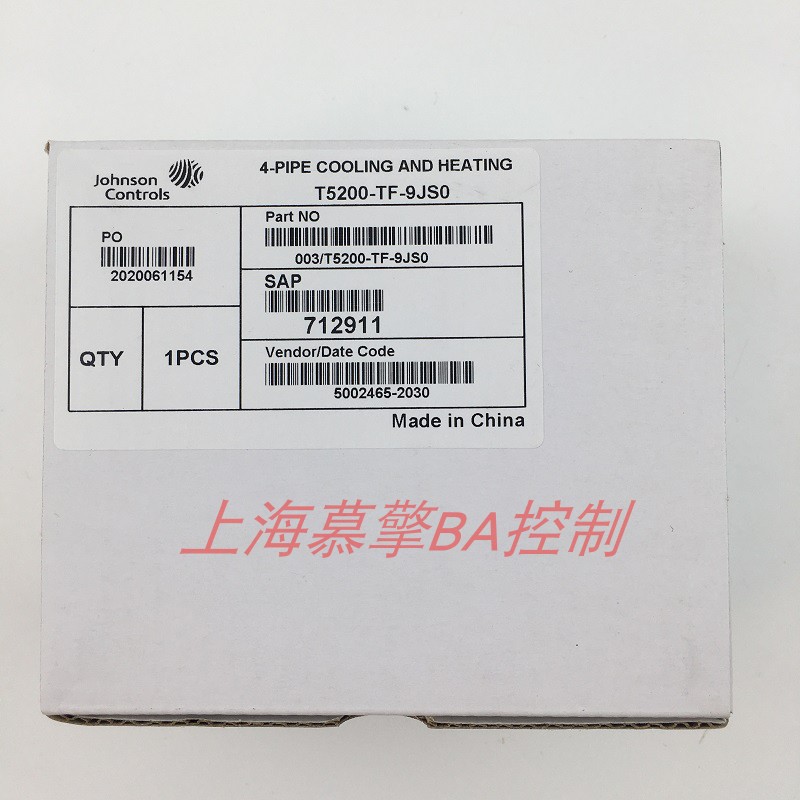 Johnson
Controls
4-PIPE COOLING AND HEATING
T5200-TF-9JS0
PO
2020061154
Part NO
003/T5200-TF-9JS0
SAP
712911
QTY
1PCS
Vendor/Date Code
5002465-2030
Made in China
上海慕擎BA控制